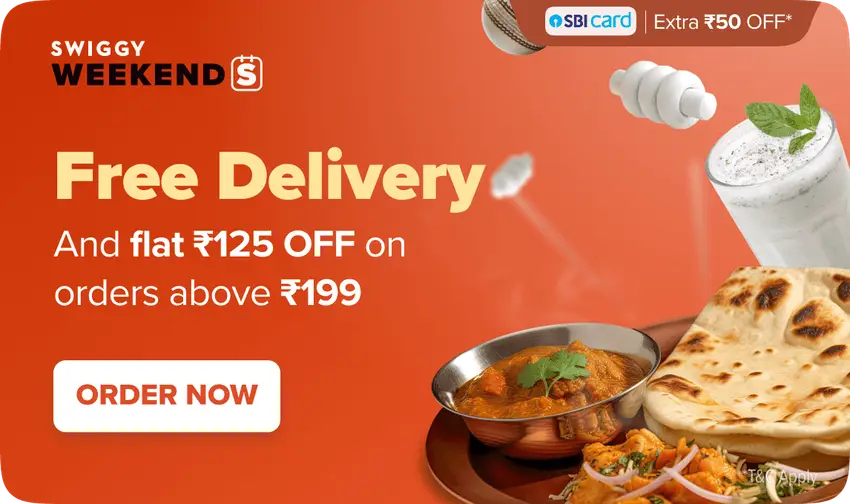 SBI card | Extra ₹50 OFF*
SWIGGY
WEEKEND S
Free Delivery
And flat ₹125 OFF on
orders above ₹199
ORDER NOW
*T&C Apply